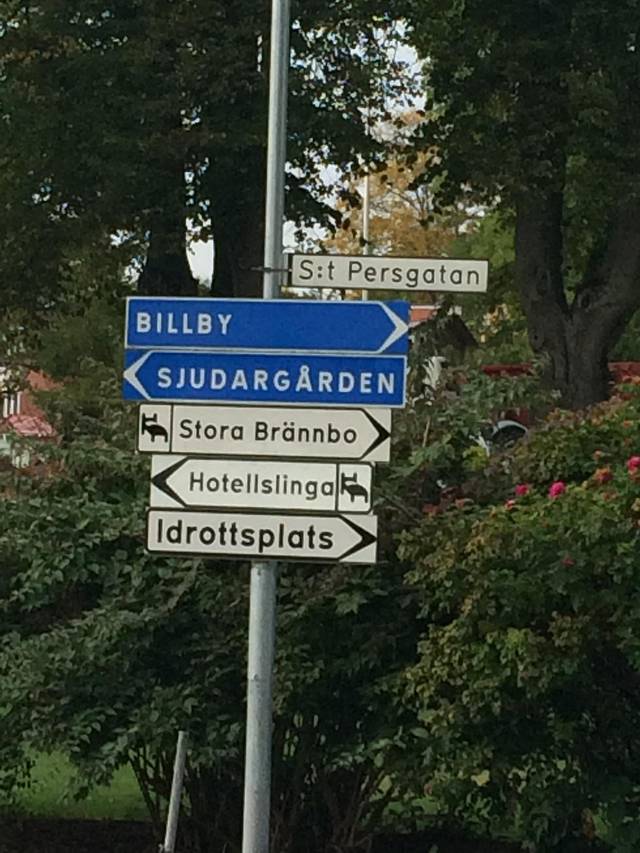 S:t Persgatan
BILLBY
SJUDARGÅRDEN
Stora Brännbo
Hotellslinga
Idrottsplats